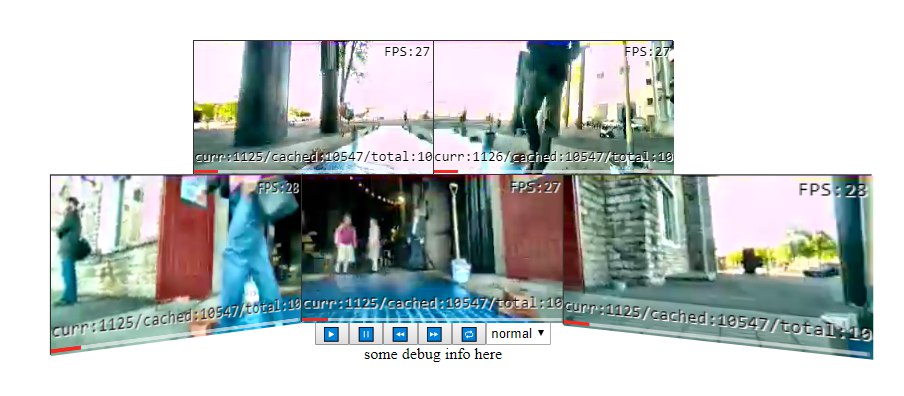 FPS:27
FPS:27
curr:1125/cached:10547/total:10
curr:1126/cached:10547/total:10
FPS:28
FPS:27
FPS:28
curr:1125/cached:10547/total:10
curr:1125/cached:10547/total:10
curr:1125/cached:10547/total:10
normal
some debug info here